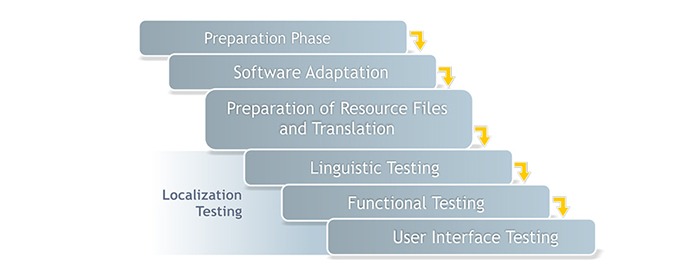 Preparation Phase
Software Adaptation
Preparation of Resource Files
and Translation
Linguistic Testing
Localization
Testing
Functional Testing
User Interface Testing